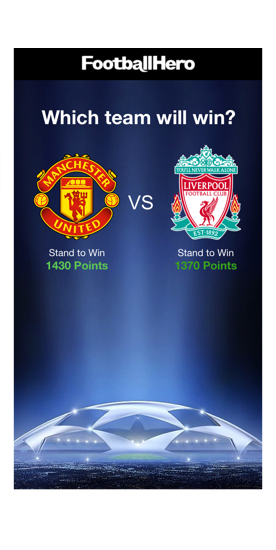 FootballHero
Which team will win?
MANCHESTER
UNITED
VS
YOU'LL NEVER WALK ALONE
LIVERPOOL
FOOTBALL CLUB
EST·1892
Stand to Win
1430 Points
Stand to Win
1370 Points